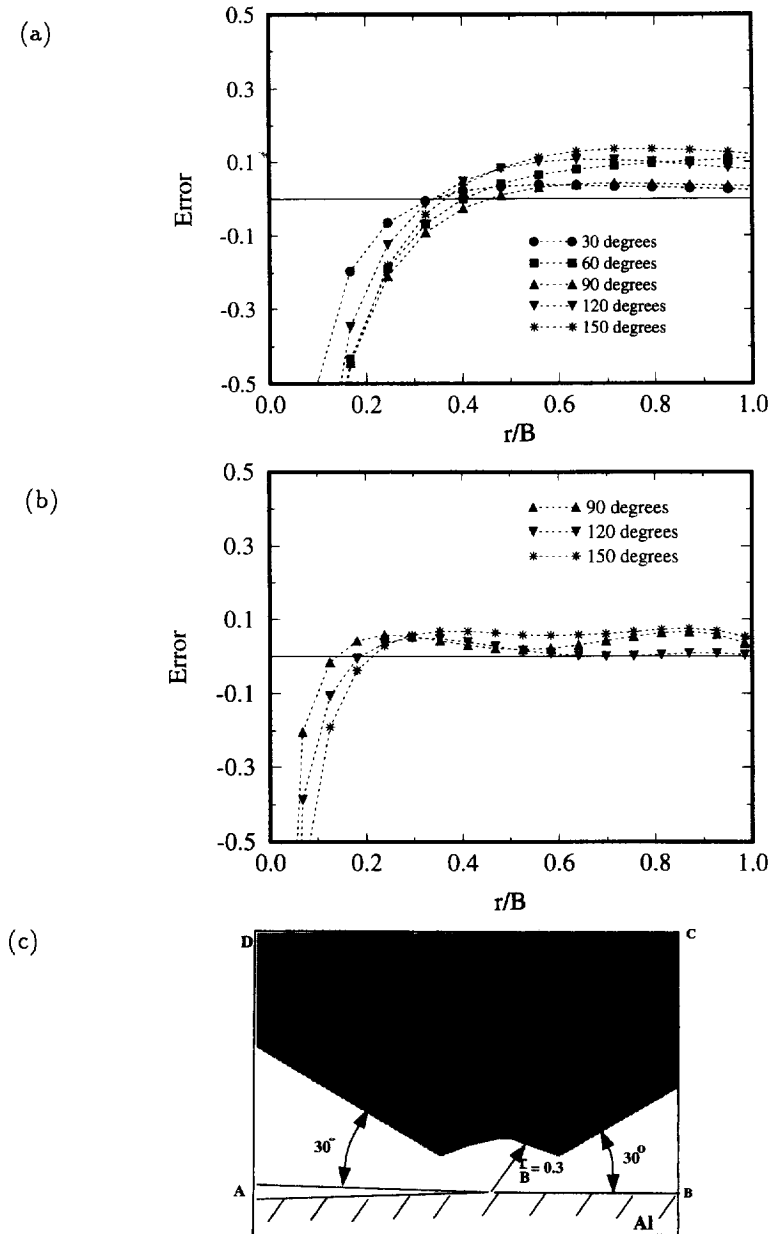 (a)
0.5
0.3
0.1
-0.1
-0.3
-0.5
Error
30 degrees
60 degrees
90 degrees
120 degrees
150 degrees
0.0
0.2
0.4
0.6
0.8
1.0
r/B
(b)
0.5
0.3
0.1
-0.1
-0.3
-0.5
Error
90 degrees
120 degrees
150 degrees
0.0
0.2
0.4
0.6
0.8
1.0
r/B
(c)
D
C
30°
r/B = 0.3
30°
A
B
Al